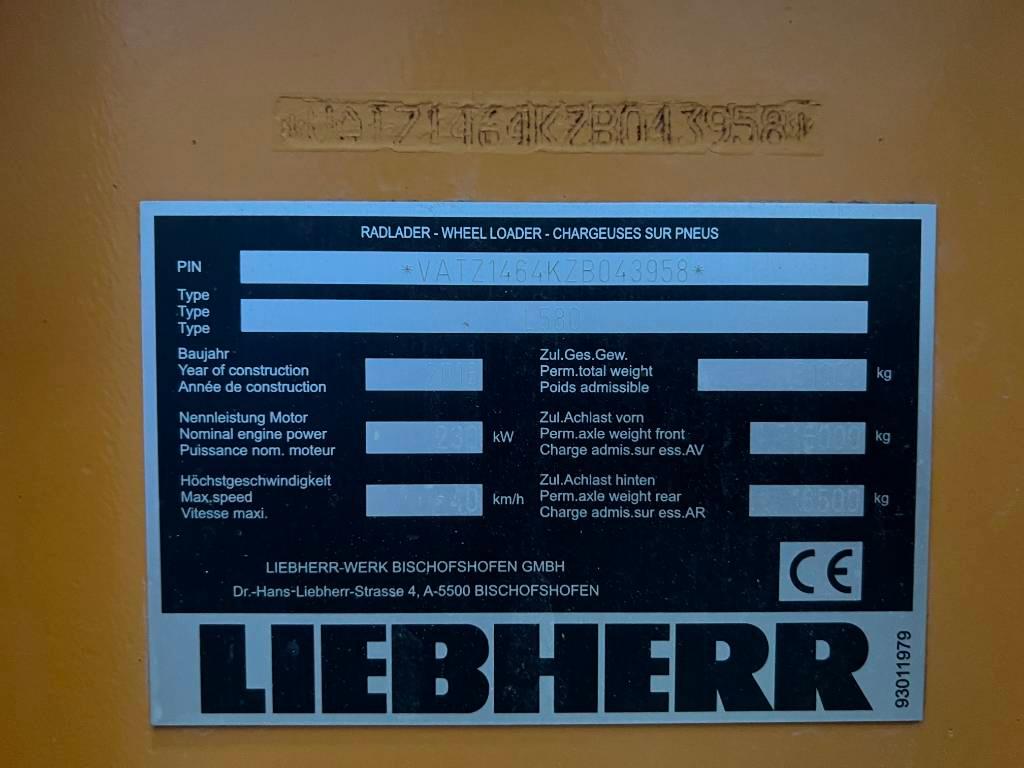 *VATZ1464KZB043958*
RADLADER - WHEEL LOADER - CHARGEUSES SUR PNEUS
PIN *VATZ1464KZB043958*
Type
Type L580
Type
Baujahr
Year of construction
Année de construction
Zul.Ges.Gew.
Perm.total weight kg
Poids admissible
Nennleistung Motor
Nominal engine power 230 kW
Puissance nom. moteur
Zul.Achlast vorn
Perm.axle weight front kg
Charge admis.sur ess.AV
Höchstgeschwindigkeit
Max.speed 40 km/h
Vitesse maxi.
Zul.Achlast hinten
Perm.axle weight rear 16500 kg
Charge admis.sur ess.AR
LIEBHERR-WERK BISCHOFSHOFEN GMBH
Dr.-Hans-Liebherr-Strasse 4, A-5500 BISCHOFSHOFEN
CE
LIEBHERR
93011979